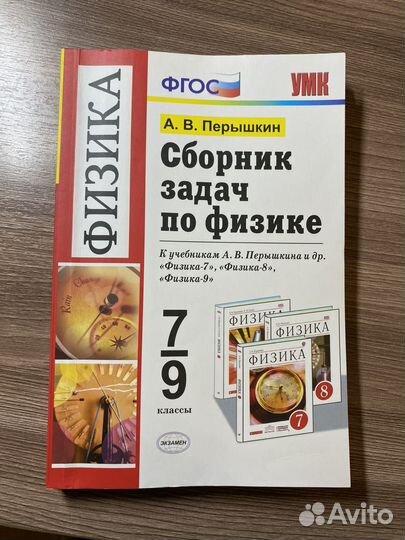 ФИЗИКА
ФГОС
УМК
А. В. Перышкин
Сборник
задач
по физике
К учебникам А. В. Перышкина и др.
«Физика-7», «Физика-8»,
«Физика-9»
7
9
классы
ФИЗИКА
ФИЗИКА
8
ФИЗИКА
7
ЭКЗАМЕН
Avito